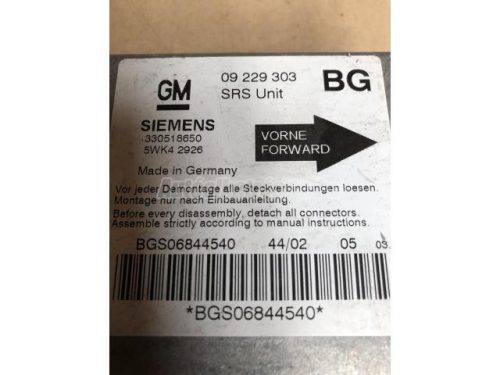 GM
09 229 303
BG
SRS Unit
SIEMENS
330518650
5WK4 2926
VORNE
FORWARD
Made in Germany
Vor jeder Demontage alle Steckverbindungen loesen.
Montage nur nach Einbauanleitung.
Before every disassembly, detach all connectors.
Assemble strictly according to manual instructions.
BGS06844540 44/02 05 03.
*BGS06844540*